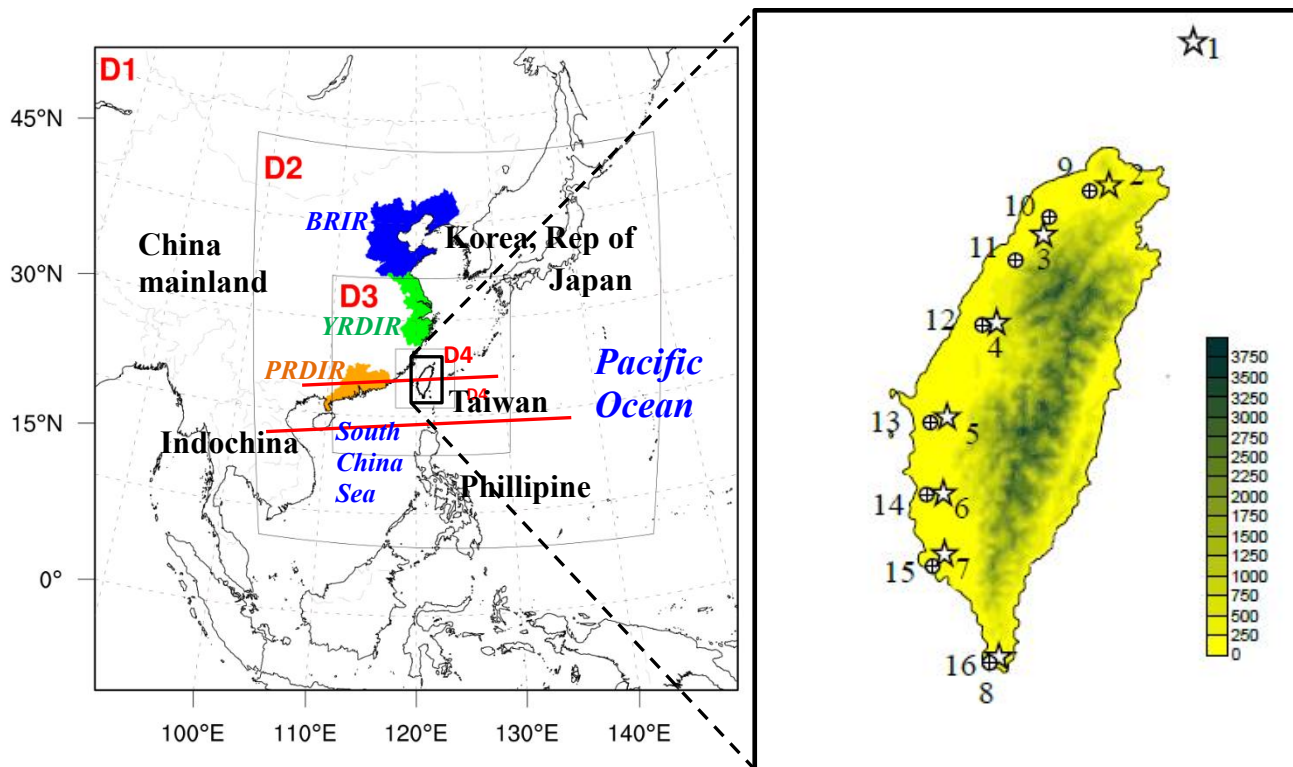 D1
45°N
D2
BRIR
China
mainland
Korea, Rep of
Japan
30°N
D3
YRDIR
PRDIR
D4
D4
Taiwan
Pacific
Ocean
15°N
Indochina
South
China
Sea
Phillipine
0°
100°E
110°E
120°E
130°E
140°E
1
9
2
10
3
11
12
4
13
5
14
6
15
7
16
8
3750
3500
3250
3000
2750
2500
2250
2000
1750
1500
1250
1000
750
500
250
0